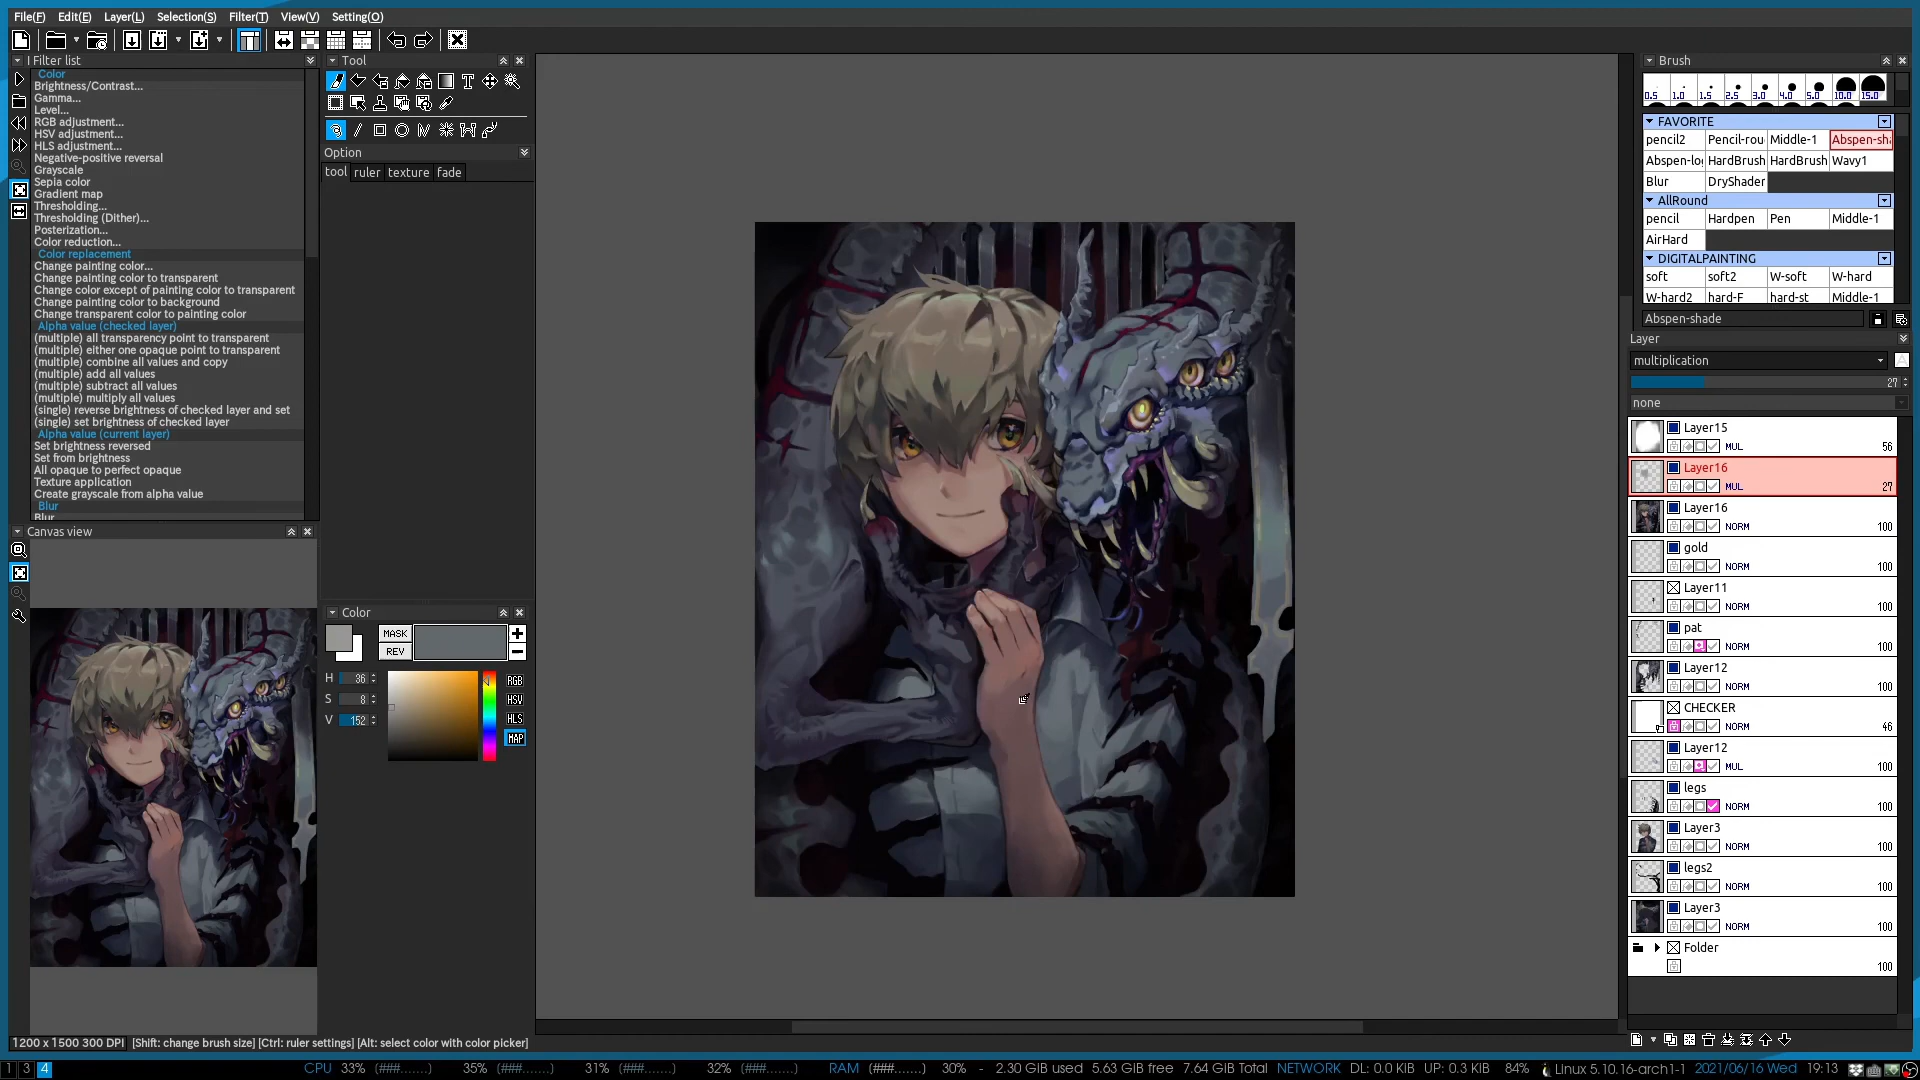 File(F) Edit(E) Layer(L) Selection(S) Filter(T) View(V) Setting(O)
Filter list
Color
Brightness/Contrast...
Gamma...
Level...
RGB adjustment...
HSV adjustment...
HLS adjustment...
Negative-positive reversal
Grayscale
Sepia color
Gradient map
Thresholding...
Thresholding (Dither)...
Posterization...
Color reduction...
Color replacement
Change painting color...
Change painting color to transparent
Change color except of painting color to transparent
Change painting color to background
Change transparent color to painting color
Alpha value (checked layer)
(multiple) all transparency point to transparent
(multiple) either one opaque point to transparent
(multiple) combine all values and copy
(multiple) add all values
(multiple) subtract all values
(multiple) multiply all values
(single) reverse brightness of checked layer and set
(single) set brightness of checked layer
Alpha value (current layer)
Set brightness reversed
Set from brightness
All opaque to perfect opaque
Texture application
Create grayscale from alpha value
Blur
Blur
Canvas view
Tool
Option
tool ruler texture fade
Color
MASK
REV
H 36
S 8
V 152
RGB
HSV
HLS
MAP
Brush
0.5 1.0 1.5 2.5 3.0 4.0 5.0 10.0 15.0
FAVORITE
pencil2 Pencil-rou Middle-1 Abspen-sha
Abspen-lo HardBrush HardBrush Wavy1
Blur DryShader
AllRound
pencil Hardpen Pen Middle-1
AirHard
DIGITALPAINTING
soft soft2 W-soft W-hard
W-hard2 hard-F hard-st Middle-1
Abspen-shade
Layer
multiplication
27
none
Layer15
MUL 56
Layer16
MUL 27
Layer16
NORM 100
gold
NORM 100
Layer11
NORM 100
pat
NORM 100
Layer12
NORM 100
CHECKER
NORM 46
Layer12
MUL 100
legs
NORM 100
Layer3
NORM 100
legs2
NORM 100
Layer3
NORM 100
Folder
100
1200 x 1500 300 DPI [Shift: change brush size] [Ctrl: ruler settings] [Alt: select color with color picker]
1 3 4 CPU 33% (###.......) 35% (###.......) 31% (###.......) 32% (###.......) RAM (###.......) 30% - 2.30 GIB used 5.63 GIB free 7.64 GIB Total NETWORK DL: 0.0 KIB UP: 0.3 KIB 84% Linux 5.10.16-arch1-1 2021/06/16 Wed 19:13